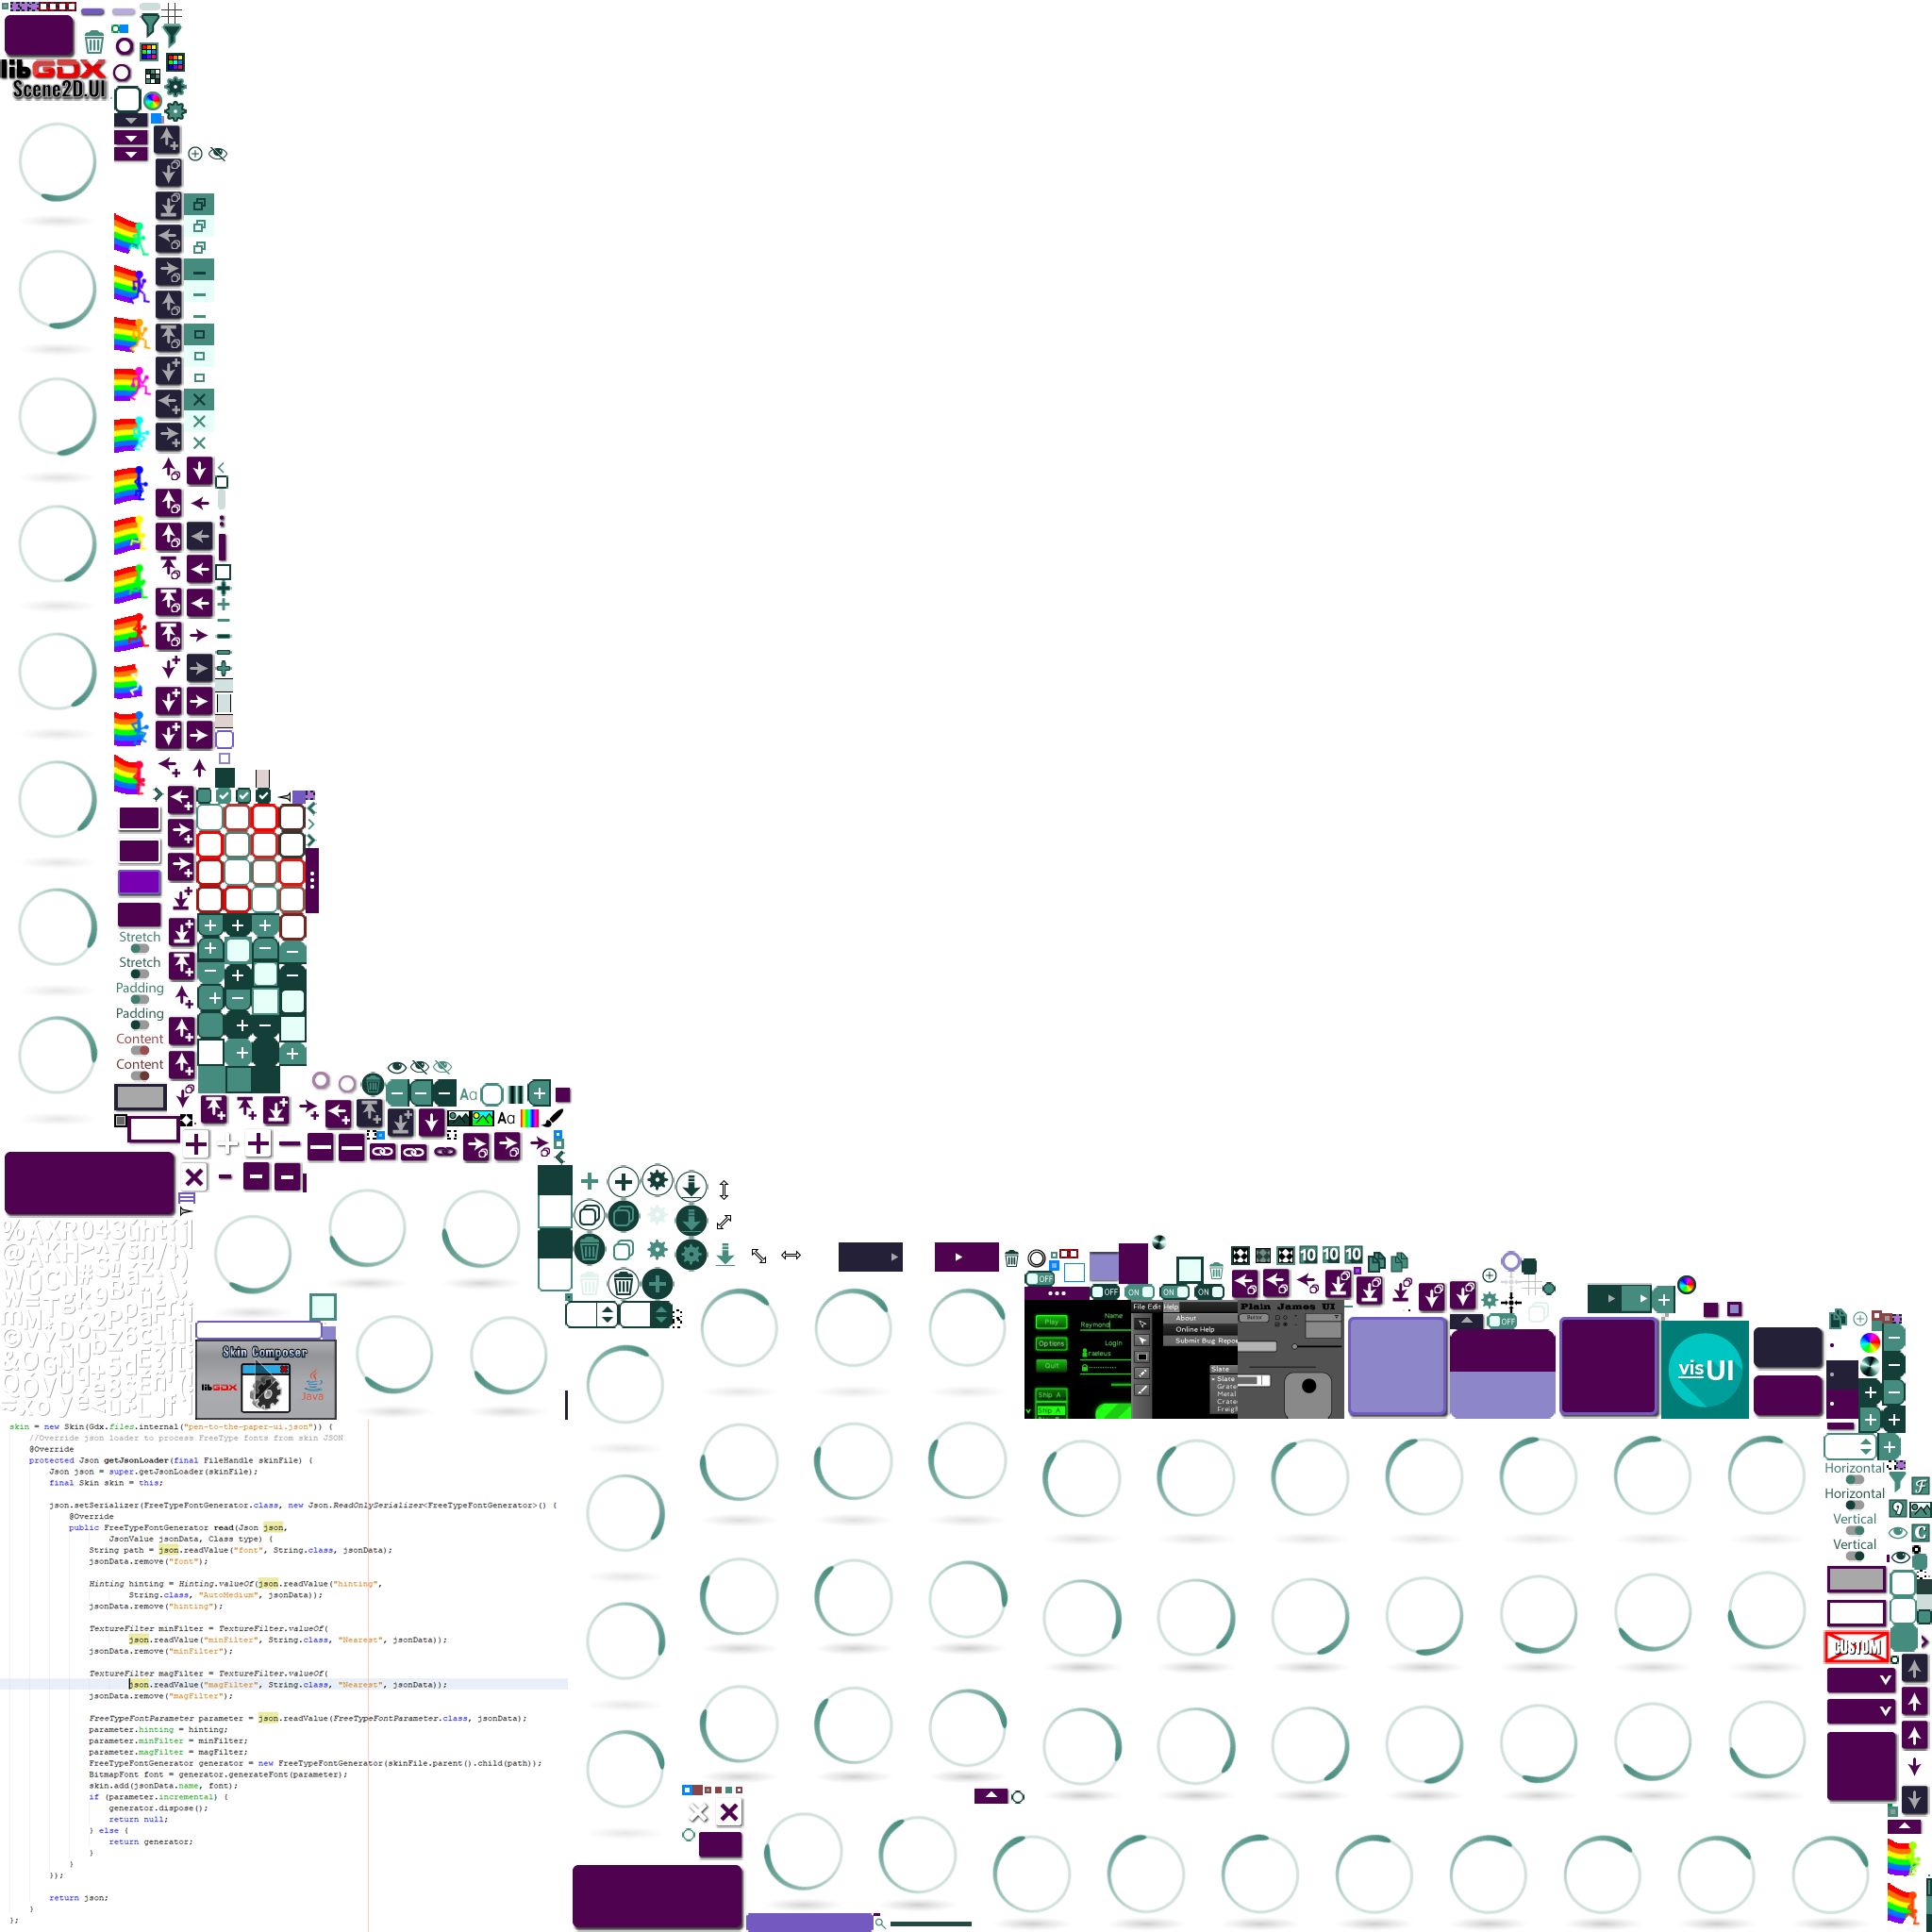 libGDX
Scene2D.UI
Stretch
Stretch
Padding
Padding
Content
Content
Aa
Aa
%ÁXR043úhtíj|
Skin Composer
libGDX
Java
OFF
ON
ON
ON
OFF
10
10
10
Play
Options
Quit
Ship A
Ship A
Name
Raymond
Login
raeleus
File Edit Help
About
Online Help
Submit Bug Repor
Slate
Slate
Plain James UI
vis UI
Horizontal
Horizontal
Vertical
Vertical
CUSTOM
skin = new Skin(Gdx.files.internal("pen-to-the-paper-ui.json")) {
//Override json loader to process FreeType fonts from skin JSON
@Override
protected Json getJsonLoader(final FileHandle skinFile) {
Json json = super.getJsonLoader(skinFile);
final Skin skin = this;
json.setSerializer(FreeTypeFontGenerator.class, new Json.ReadOnlySerializer<FreeTypeFontGenerator>() {
@Override
public FreeTypeFontGenerator read(Json json,
JsonValue jsonData, Class type) {
String path = json.readValue("font", String.class, jsonData);
jsonData.remove("font");
Hinting hinting = Hinting.valueOf(json.readValue("hinting",
String.class, "AutoMedium", jsonData));
jsonData.remove("hinting");
TextureFilter minFilter = TextureFilter.valueOf(
json.readValue("minFilter", String.class, "Nearest", jsonData));
jsonData.remove("minFilter");
TextureFilter magFilter = TextureFilter.valueOf(
json.readValue("magFilter", String.class, "Nearest", jsonData));
jsonData.remove("magFilter");
FreeTypeFontParameter parameter = json.readValue(FreeTypeFontParameter.class, jsonData);
parameter.hinting = hinting;
parameter.minFilter = minFilter;
parameter.magFilter = magFilter;
FreeTypeFontGenerator generator = new FreeTypeFontGenerator(skinFile.parent().child(path));
BitmapFont font = generator.generateFont(parameter);
skin.add(jsonData.name, font);
if (parameter.incremental) {
generator.dispose();
return null;
} else {
return generator;
}
}
});
return json;
}
};